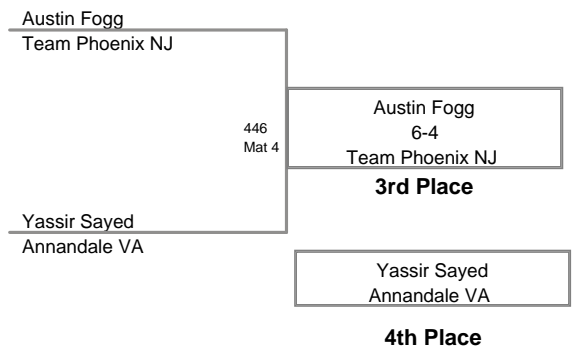 Austin Fogg
Team Phoenix NJ
446
Mat 4
Austin Fogg
6-4
Team Phoenix NJ
3rd Place
Yassir Sayed
Annandale VA
Yassir Sayed
Annandale VA
4th Place